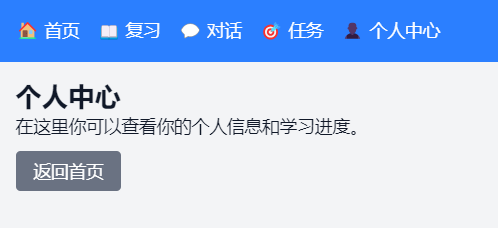 首页 复习 对话 任务 个人中心
个人中心
在这里你可以查看你的个人信息和学习进度。
返回首页